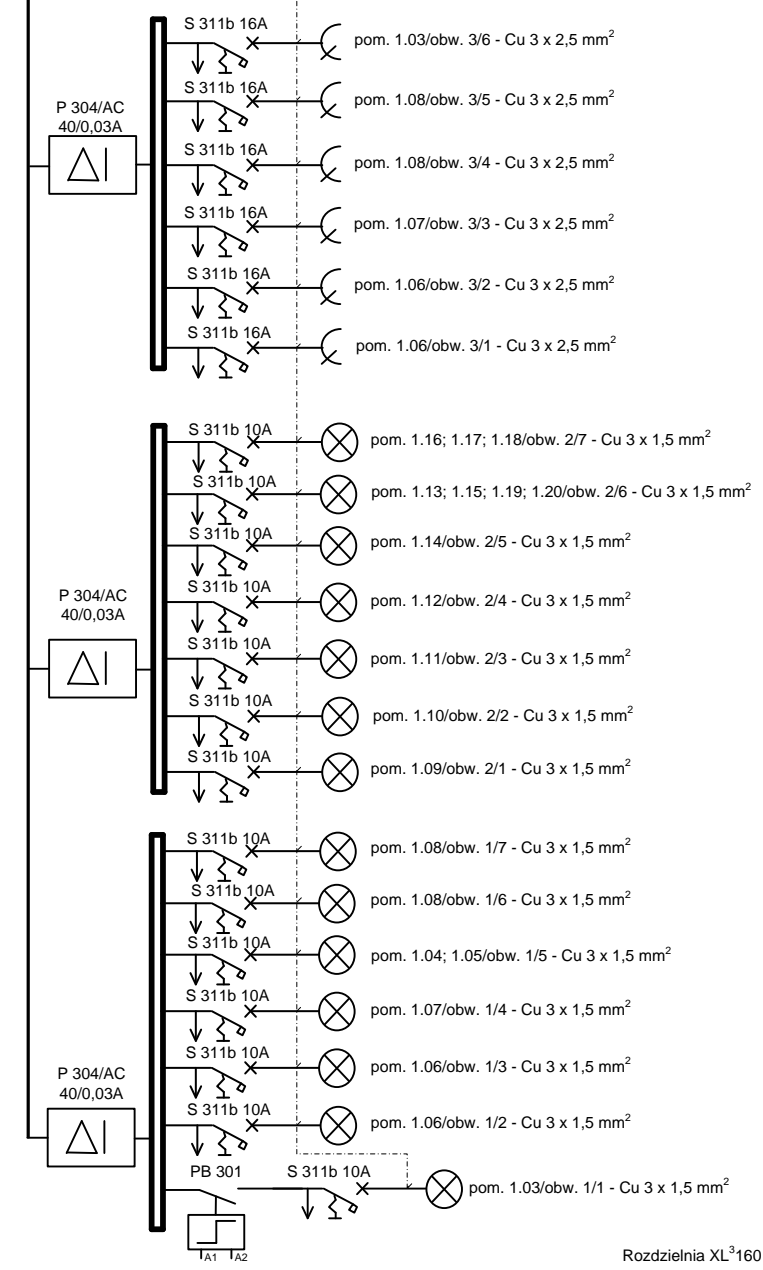 S 311b 16A
pom. 1.03/obw. 3/6 - Cu 3 x 2,5 mm²
S 311b 16A
pom. 1.08/obw. 3/5 - Cu 3 x 2,5 mm²
P 304/AC
40/0,03A
S 311b 16A
pom. 1.08/obw. 3/4 - Cu 3 x 2,5 mm²
S 311b 16A
pom. 1.07/obw. 3/3 - Cu 3 x 2,5 mm²
S 311b 16A
pom. 1.06/obw. 3/2 - Cu 3 x 2,5 mm²
S 311b 16A
pom. 1.06/obw. 3/1 - Cu 3 x 2,5 mm²
S 311b 10A
pom. 1.16; 1.17; 1.18/obw. 2/7 - Cu 3 x 1,5 mm²
S 311b 10A
pom. 1.13; 1.15; 1.19; 1.20/obw. 2/6 - Cu 3 x 1,5 mm²
S 311b 10A
pom. 1.14/obw. 2/5 - Cu 3 x 1,5 mm²
P 304/AC
40/0,03A
S 311b 10A
pom. 1.12/obw. 2/4 - Cu 3 x 1,5 mm²
S 311b 10A
pom. 1.11/obw. 2/3 - Cu 3 x 1,5 mm²
S 311b 10A
pom. 1.10/obw. 2/2 - Cu 3 x 1,5 mm²
S 311b 10A
pom. 1.09/obw. 2/1 - Cu 3 x 1,5 mm²
S 311b 10A
pom. 1.08/obw. 1/7 - Cu 3 x 1,5 mm²
S 311b 10A
pom. 1.08/obw. 1/6 - Cu 3 x 1,5 mm²
S 311b 10A
pom. 1.04; 1.05/obw. 1/5 - Cu 3 x 1,5 mm²
S 311b 10A
pom. 1.07/obw. 1/4 - Cu 3 x 1,5 mm²
S 311b 10A
pom. 1.06/obw. 1/3 - Cu 3 x 1,5 mm²
P 304/AC
40/0,03A
S 311b 10A
pom. 1.06/obw. 1/2 - Cu 3 x 1,5 mm²
PB 301
S 311b 10A
pom. 1.03/obw. 1/1 - Cu 3 x 1,5 mm²
A1 A2
Rozdzielnia XL³160